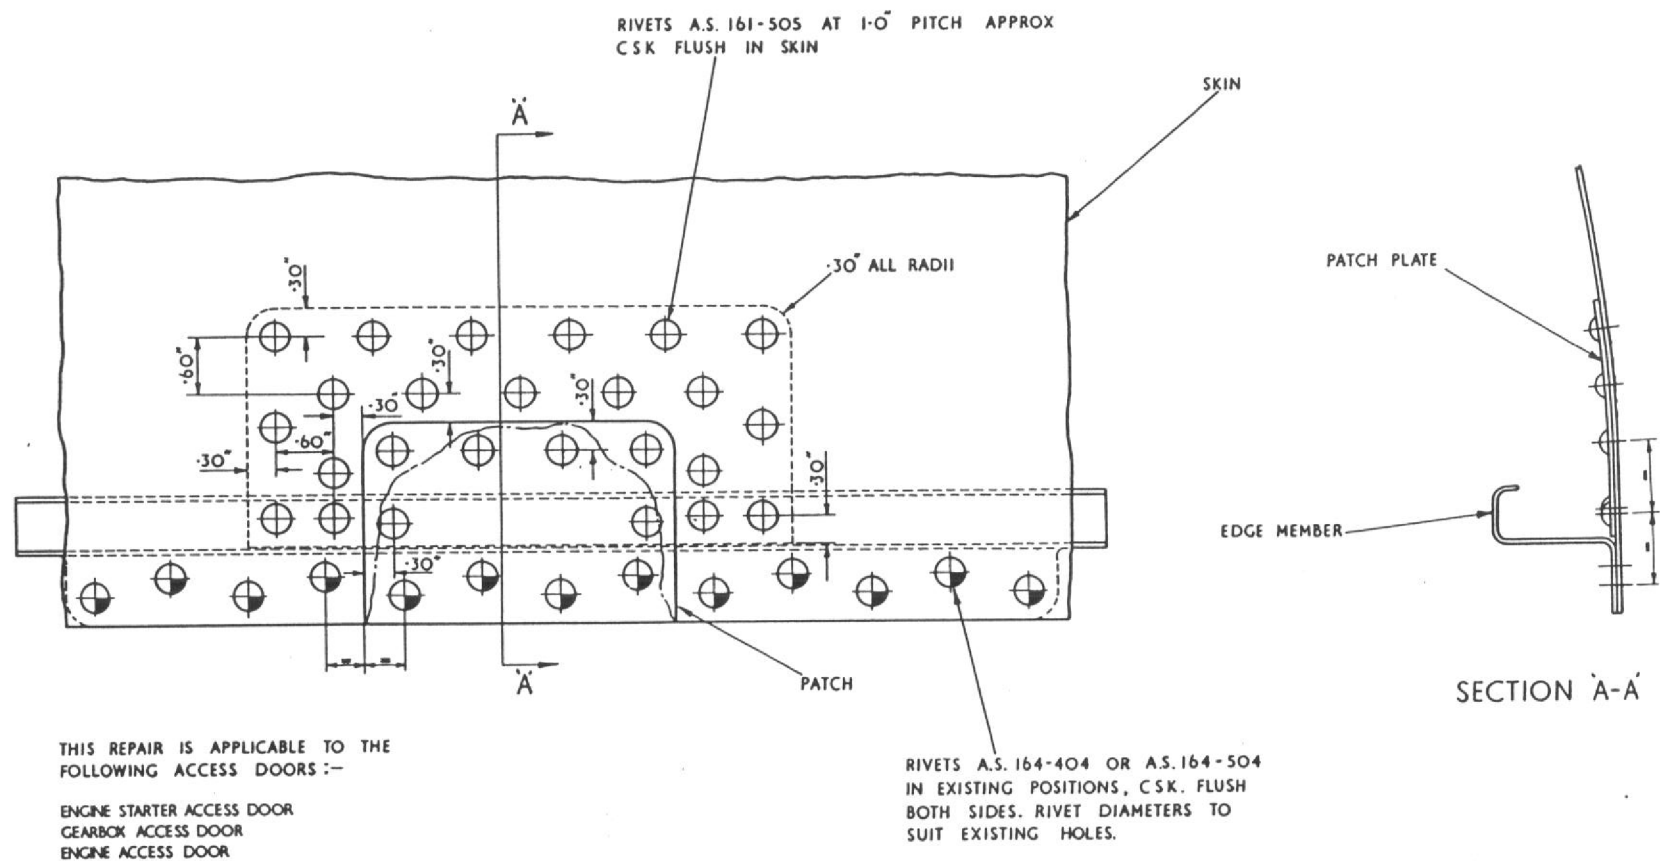 RIVETS A.S. 161-505 AT 1·0" PITCH APPROX
CSK FLUSH IN SKIN
SKIN
'A'
PATCH PLATE
·30" ALL RADII
·30"
·60"
·30"
·30"
·30"
·60"
·30"
·30"
EDGE MEMBER
·30"
=
=
=
=
'A'
PATCH
SECTION 'A-A'
THIS REPAIR IS APPLICABLE TO THE
FOLLOWING ACCESS DOORS :-
ENGINE STARTER ACCESS DOOR
GEARBOX ACCESS DOOR
ENGINE ACCESS DOOR
RIVETS A.S. 164-404 OR A.S. 164-504
IN EXISTING POSITIONS, CSK. FLUSH
BOTH SIDES. RIVET DIAMETERS TO
SUIT EXISTING HOLES.